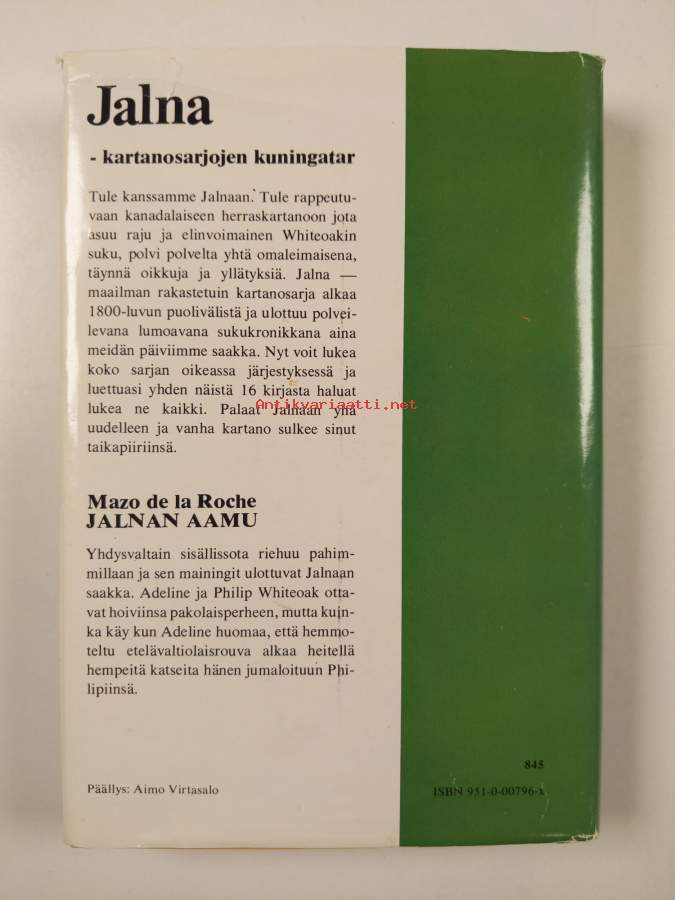 Jalna
- kartanosarjojen kuningatar
Tule kanssamme Jalnaan. Tule rappeutu-
vaan kanadalaiseen herraskartanoon jota
asuu raju ja elinvoimainen Whiteoakin
suku, polvi polvelta yhtä omaleimaisena,
täynnä oikkuja ja yllätyksiä. Jalna —
maailman rakastetuin kartanosarja alkaa
1800-luvun puolivälistä ja ulottuu polvei-
levana lumoavana sukukronikkana aina
meidän päiviimme saakka. Nyt voit lukea
koko sarjan oikeassa järjestyksessä ja
luettuasi yhden näistä 16 kirjasta haluat
lukea ne kaikki. Palaat Jalnaan yhä
uudelleen ja vanha kartano sulkee sinut
taikapiiriinsä.
Antikvariaatti.net
Mazo de la Roche
JALNAN AAMU
Yhdysvaltain sisällissota riehuu pahim-
millaan ja sen mainingit ulottuvat Jalnaan
saakka. Adeline ja Philip Whiteoak otta-
vat hoiviinsa pakolaisperheen, mutta kuin-
ka käy kun Adeline huomaa, että hemmo-
teltu etelävaltiolaisrouva alkaa heitellä
hempeitä katseita hänen jumaloituun Phi-
lipiinsä.
Päällys: Aimo Virtasalo
845
ISBN 951-0-00796-x